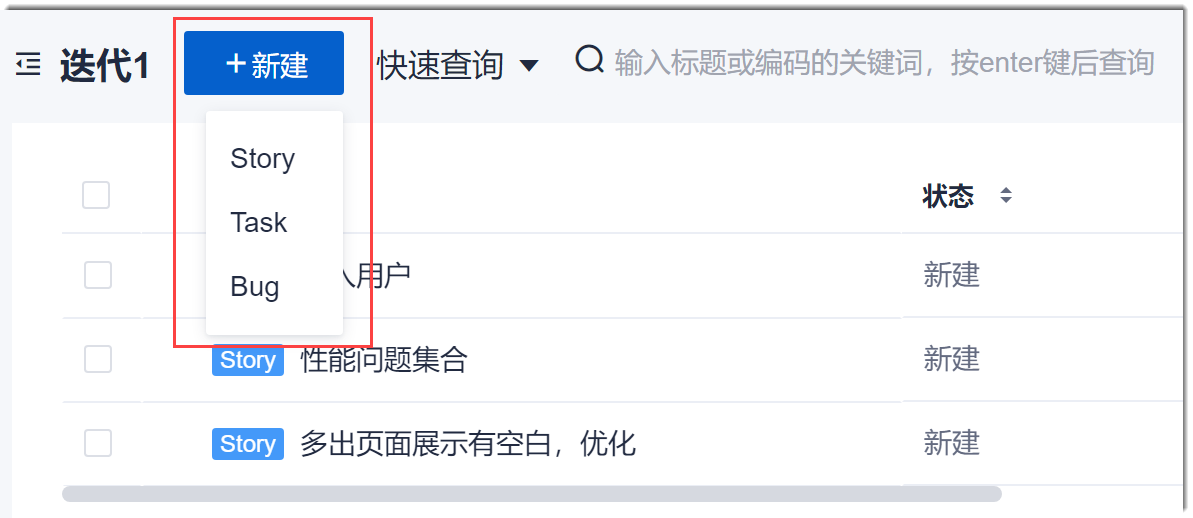 迭代1
+新建
快速查询
输入标题或编码的关键词，按enter键后查询
Story
Task
Bug
状态
人用户
新建
Story 性能问题集合
新建
Story 多出页面展示有空白，优化
新建